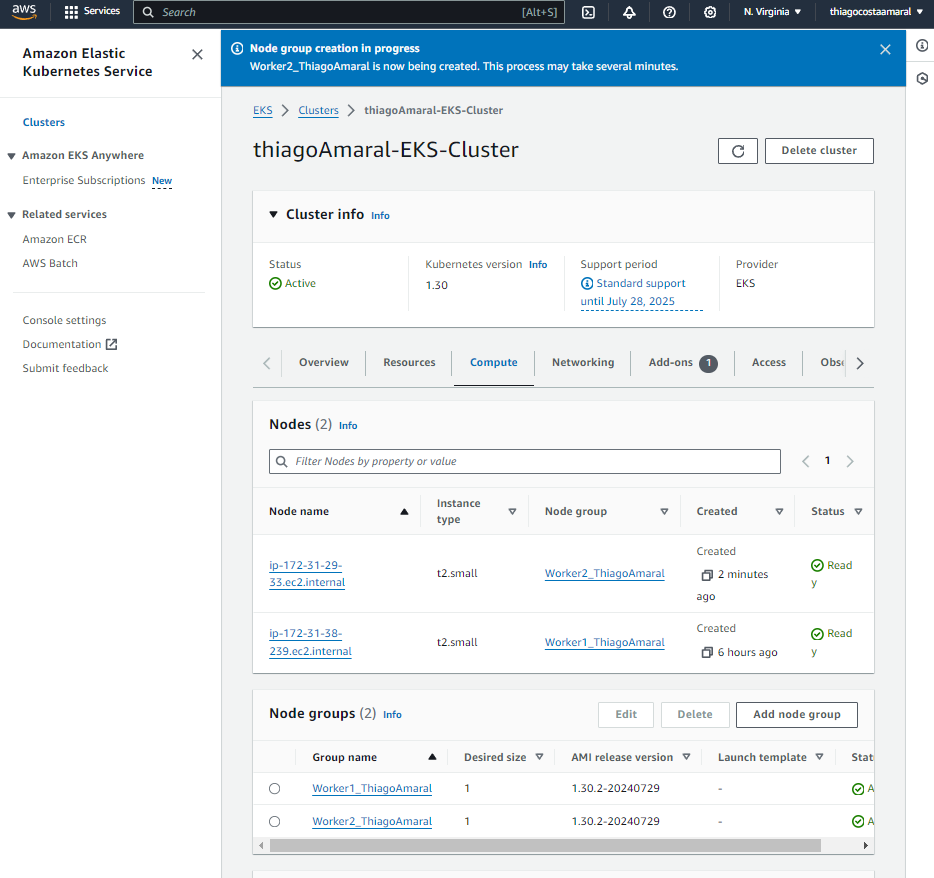 aws
Services
Search
[Alt+S]
N. Virginia
thiagocostaamaral
Amazon Elastic
Kubernetes Service
Clusters
Amazon EKS Anywhere
Enterprise Subscriptions New
Related services
Amazon ECR
AWS Batch
Console settings
Documentation
Submit feedback
Node group creation in progress
Worker2_ThiagoAmaral is now being created. This process may take several minutes.
EKS
Clusters
thiagoAmaral-EKS-Cluster
thiagoAmaral-EKS-Cluster
Delete cluster
Cluster info Info
Status
Active
Kubernetes version Info
1.30
Support period
Standard support
until July 28, 2025
Provider
EKS
Overview
Resources
Compute
Networking
Add-ons 1
Access
Obs
Nodes (2) Info
Filter Nodes by property or value
1
Node name
Instance
type
Node group
Created
Status
ip-172-31-29-
33.ec2.internal
t2.small
Worker2_ThiagoAmaral
Created
2 minutes
ago
Read
y
ip-172-31-38-
239.ec2.internal
t2.small
Worker1_ThiagoAmaral
Created
6 hours ago
Read
y
Node groups (2) Info
Edit
Delete
Add node group
Group name
Desired size
AMI release version
Launch template
Stat
Worker1_ThiagoAmaral
1
1.30.2-20240729
-
A
Worker2_ThiagoAmaral
1
1.30.2-20240729
-
A